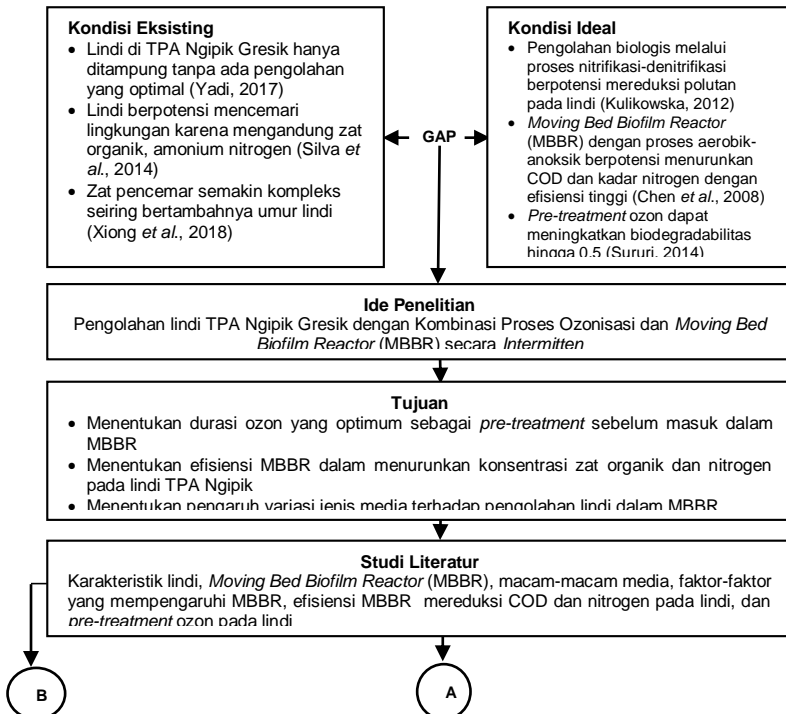 Kondisi Eksisting
• Lindi di TPA Ngipik Gresik hanya
ditampung tanpa ada pengolahan
yang optimal (Yadi, 2017)
• Lindi berpotensi mencemari
lingkungan karena mengandung zat
organik, amonium nitrogen (Silva et
al., 2014)
• Zat pencemar semakin kompleks
seiring bertambahnya umur lindi
(Xiong et al., 2018)
GAP
Kondisi Ideal
• Pengolahan biologis melalui
proses nitrifikasi-denitrifikasi
berpotensi mereduksi polutan
pada lindi (Kulikowska, 2012)
• Moving Bed Biofilm Reactor
(MBBR) dengan proses aerobik-
anoksik berpotensi menurunkan
COD dan kadar nitrogen dengan
efisiensi tinggi (Chen et al., 2008)
• Pre-treatment ozon dapat
meningkatkan biodegradabilitas
hingga 0,5 (Sururi, 2014)
Ide Penelitian
Pengolahan lindi TPA Ngipik Gresik dengan Kombinasi Proses Ozonisasi dan Moving Bed
Biofilm Reactor (MBBR) secara Intermitten
Tujuan
• Menentukan durasi ozon yang optimum sebagai pre-treatment sebelum masuk dalam
MBBR
• Menentukan efisiensi MBBR dalam menurunkan konsentrasi zat organik dan nitrogen
pada lindi TPA Ngipik
• Menentukan pengaruh variasi jenis media terhadap pengolahan lindi dalam MBBR
Studi Literatur
Karakteristik lindi, Moving Bed Biofilm Reactor (MBBR), macam-macam media, faktor-faktor
yang mempengaruhi MBBR, efisiensi MBBR mereduksi COD dan nitrogen pada lindi, dan
pre-treatment ozon pada lindi
B
A